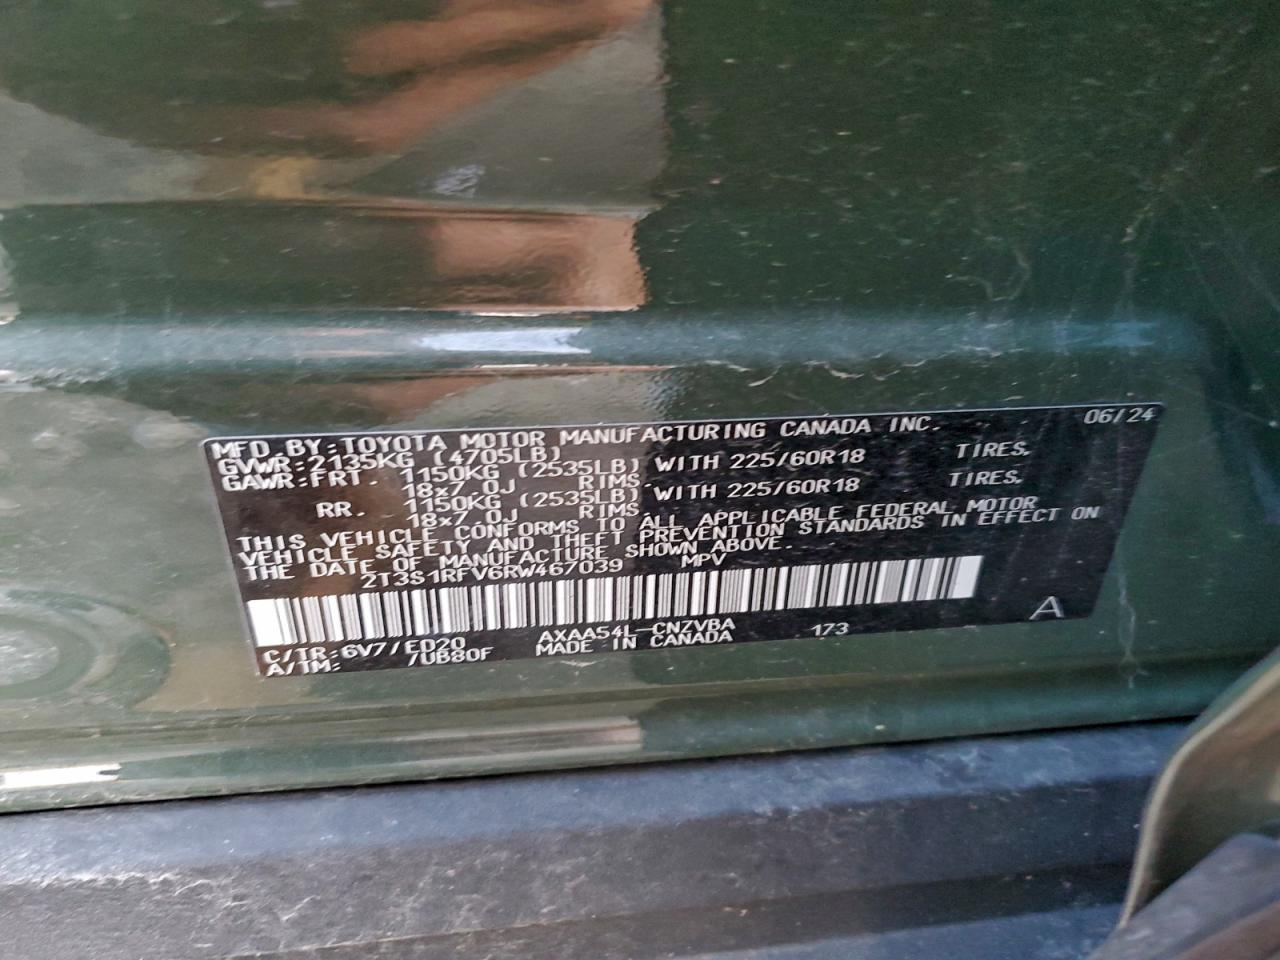 MFD.BY:TOYOTA MOTOR MANUFACTURING CANADA INC. 06/24
GVWR:2135KG (4705LB)
GAWR:FRT. 1150KG (2535LB) WITH 225/60R18 TIRES,
18x7.0J RIMS.
RR. 1150KG (2535LB) WITH 225/60R18 TIRES,
18x7.0J RIMS.
THIS VEHICLE CONFORMS TO ALL APPLICABLE FEDERAL MOTOR
VEHICLE SAFETY AND THEFT PREVENTION STANDARDS IN EFFECT ON
THE DATE OF MANUFACTURE SHOWN ABOVE.
2T3S1RFV6RW467039 MPV
A
C/TR:6V7/ED20 AXAA54L-CNZVBA 173
A/TM: /UB80F MADE IN CANADA